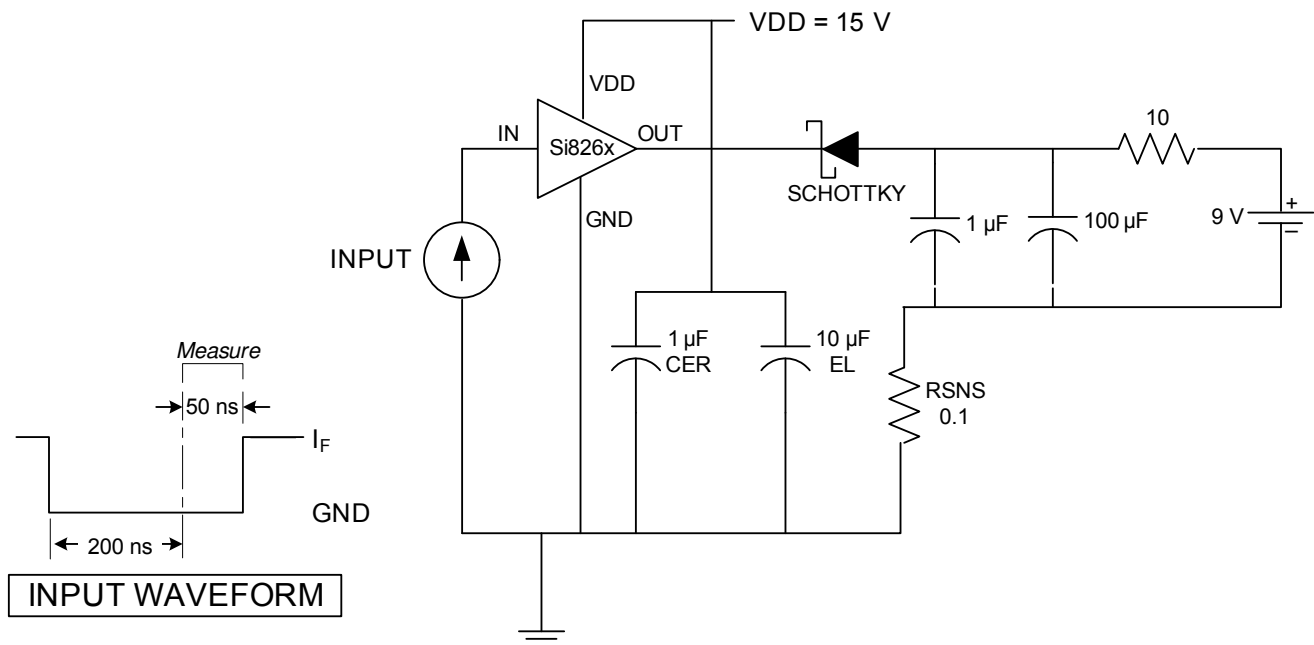 VDD = 15 V
VDD
10
IN
Si826x
OUT
SCHOTTKY
1 µF
100 µF
9 V
+
–
GND
INPUT
1 µF
CER
10 µF
EL
RSNS
0.1
Measure
50 ns
IF
GND
200 ns
INPUT WAVEFORM